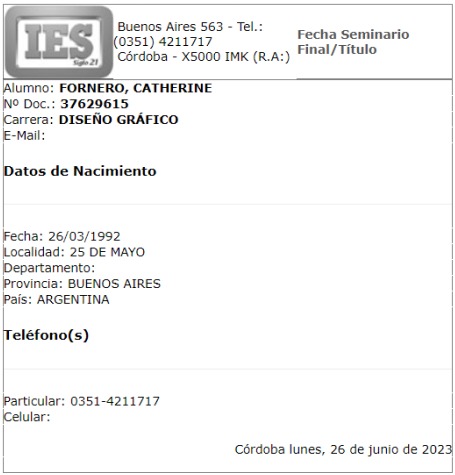 IES
Siglo 21
Buenos Aires 563 - Tel.:
(0351) 4211717
Córdoba - X5000 IMK (R.A:)
Fecha Seminario
Final/Título
Alumno: FORNERO, CATHERINE
Nº Doc.: 37629615
Carrera: DISEÑO GRÁFICO
E-Mail:
Datos de Nacimiento
Fecha: 26/03/1992
Localidad: 25 DE MAYO
Departamento:
Provincia: BUENOS AIRES
País: ARGENTINA
Teléfono(s)
Particular: 0351-4211717
Celular:
Córdoba lunes, 26 de junio de 2023